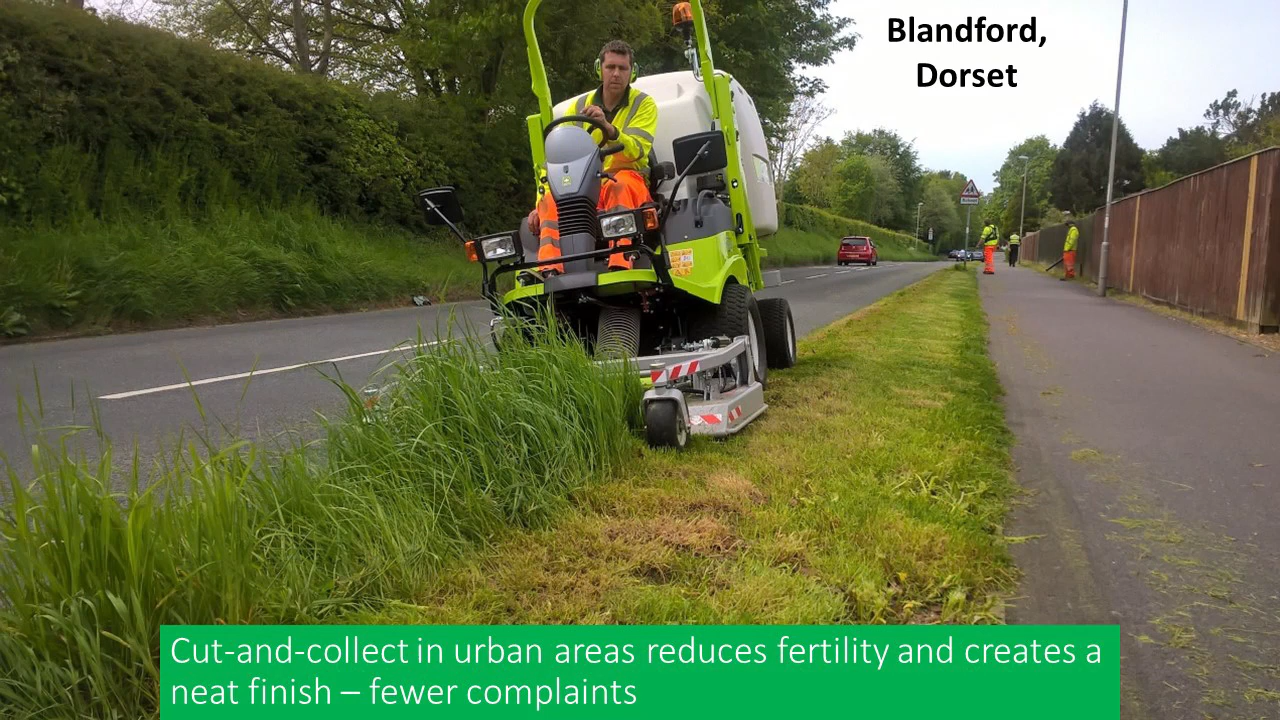 Blandford,
Dorset
Cut-and-collect in urban areas reduces fertility and creates a
neat finish – fewer complaints